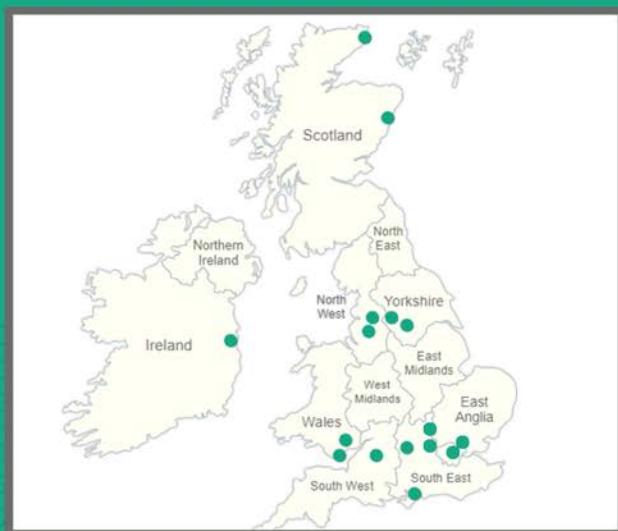 Scotland
North
East
Northern
Ireland
North
West
Yorkshire
Ireland
East
Midlands
West
Midlands
East
Anglia
Wales
South West
South East